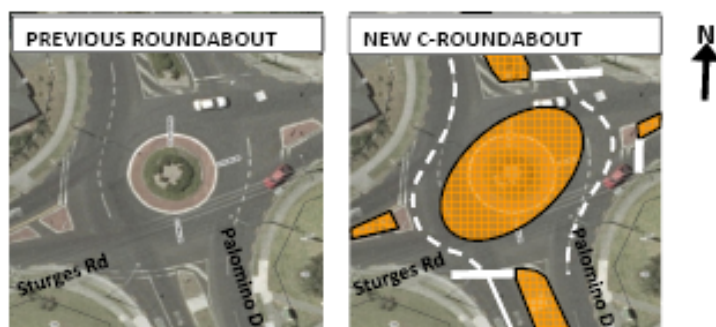 PREVIOUS ROUNDABOUT
NEW C-ROUNDABOUT
N
Sturges Rd
Palomino D
Sturges Rd
Palomino D